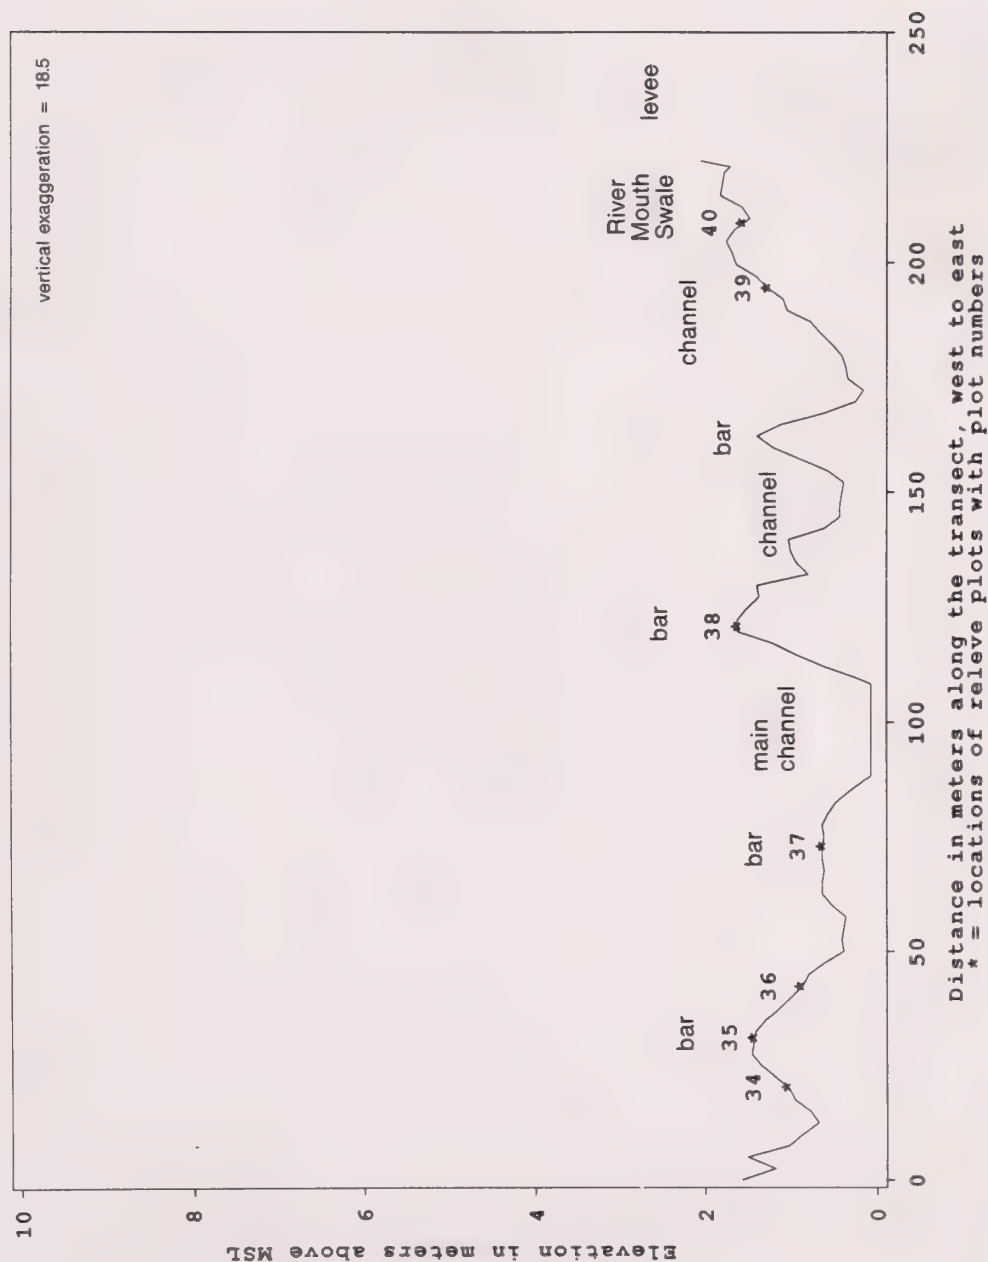 vertical exaggeration = 18.5
Elevation in meters above MSL
10
8
6
4
2
0
34
bar
35
36
bar
37
main
channel
bar
38
channel
bar
channel
39
River
Mouth
Swale
40
levee
0
50
100
150
200
250
Distance in meters along the transect, west to east
* = locations of releve plots with plot numbers